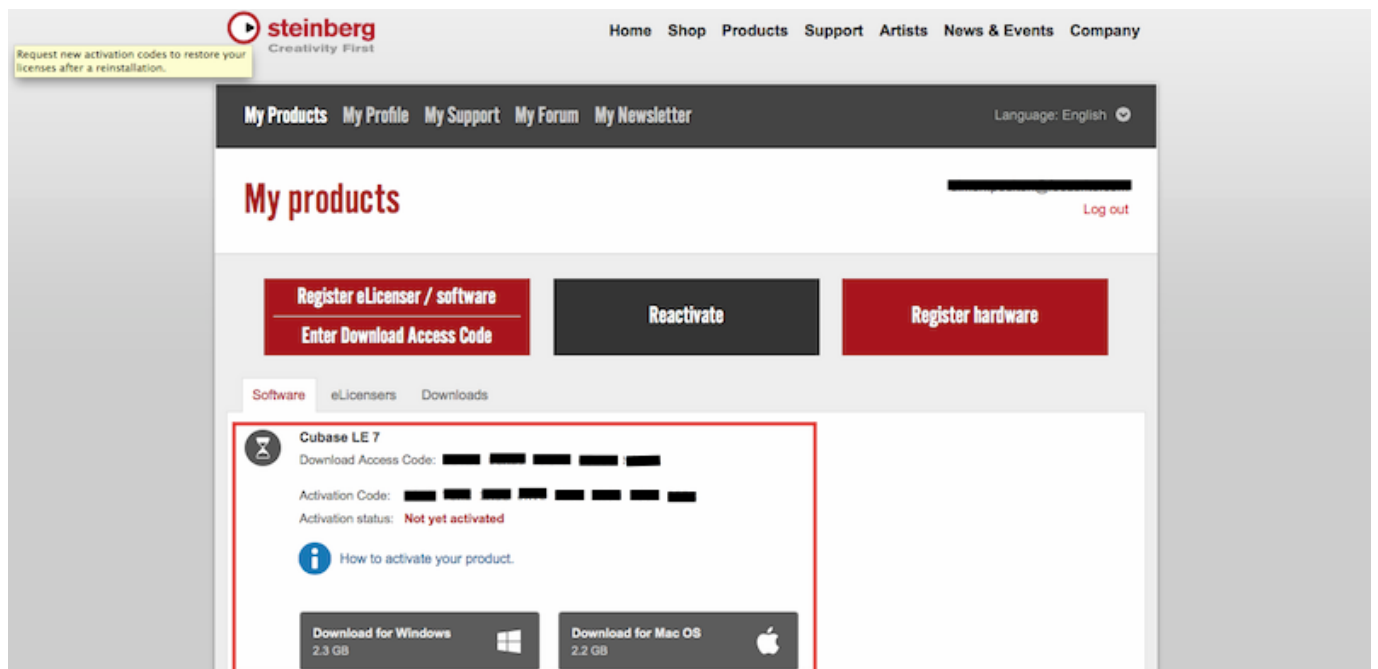 steinberg
Creativity First
Home Shop Products Support Artists News & Events Company
Request new activation codes to restore your
licenses after a reinstallation.
My Products My Profile My Support My Forum My Newsletter
Language: English
My products
Log out
Register eLicenser / software
Enter Download Access Code
Reactivate
Register hardware
Software eLicensers Downloads
Cubase LE 7
Download Access Code:
Activation Code:
Activation status: Not yet activated
How to activate your product.
Download for Windows
2.3 GB
Download for Mac OS
2.2 GB